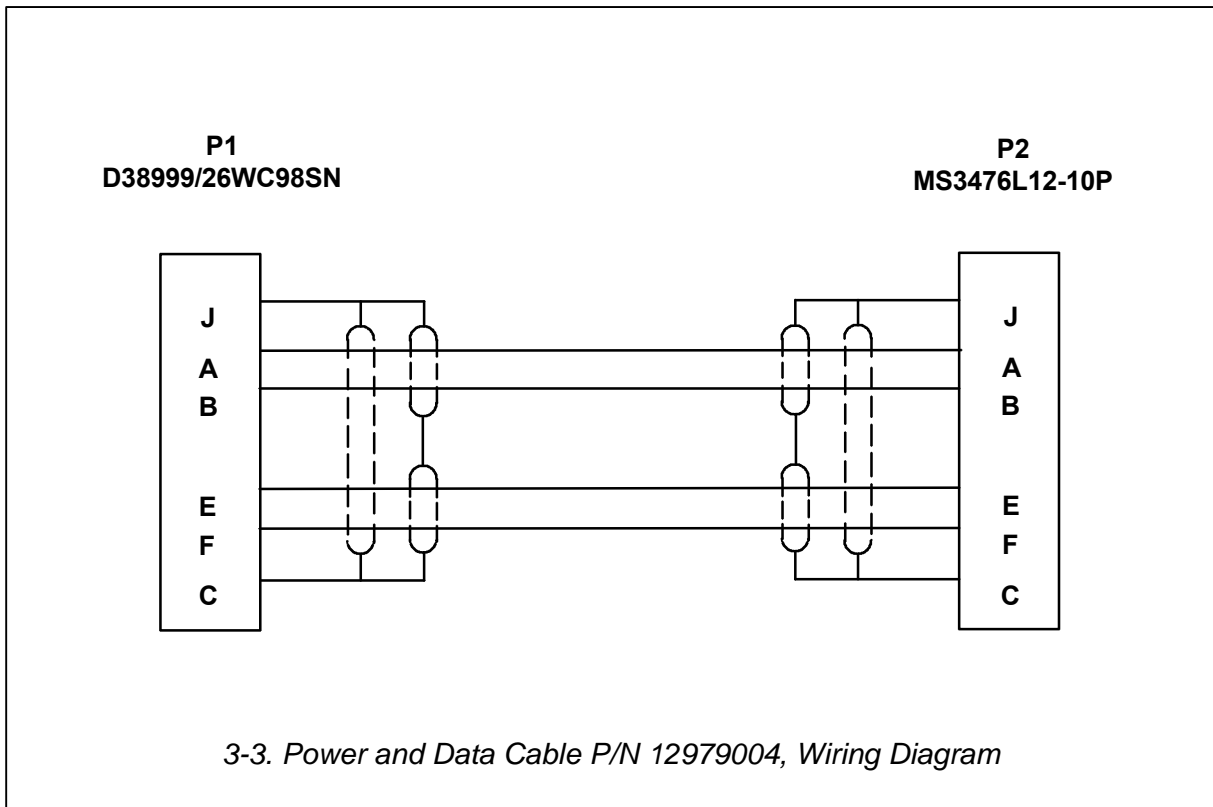 P1
D38999/26WC98SN
P2
MS3476L12-10P
J
A
B
E
F
C
J
A
B
E
F
C
3-3. Power and Data Cable P/N 12979004, Wiring Diagram